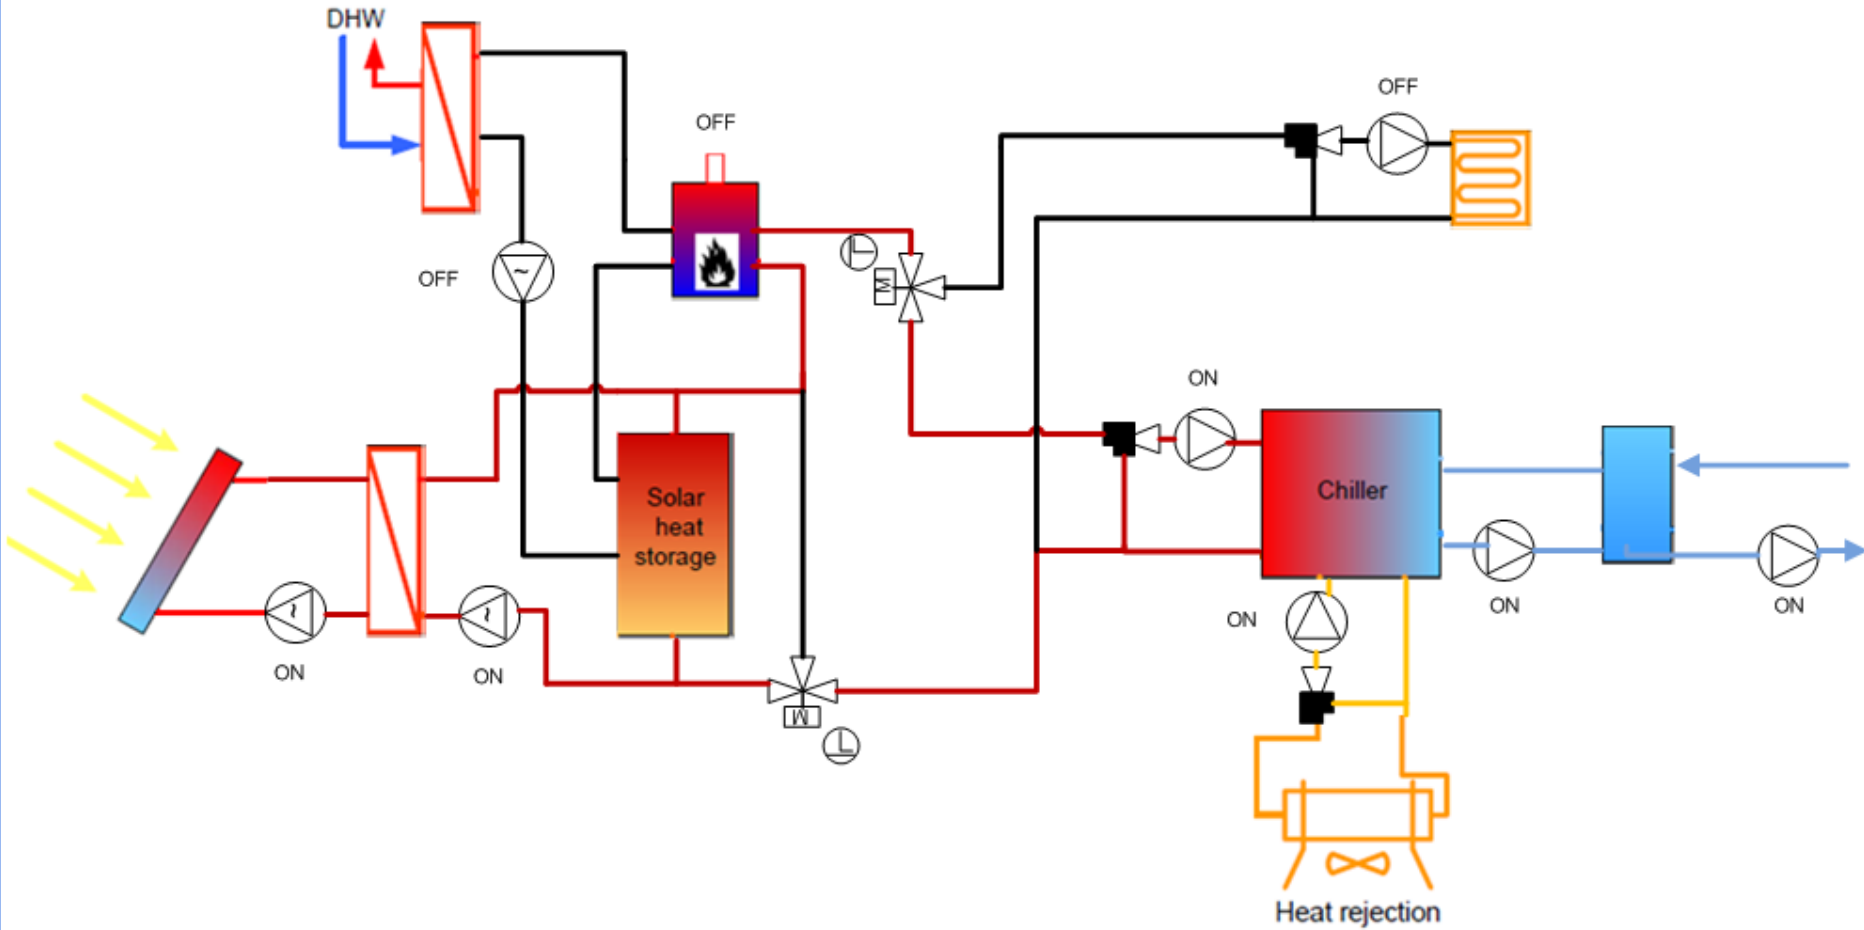 DHW
OFF
OFF
M
OFF
ON
Solar
heat
storage
Chiller
ON
ON
ON
ON
ON
M
Heat rejection